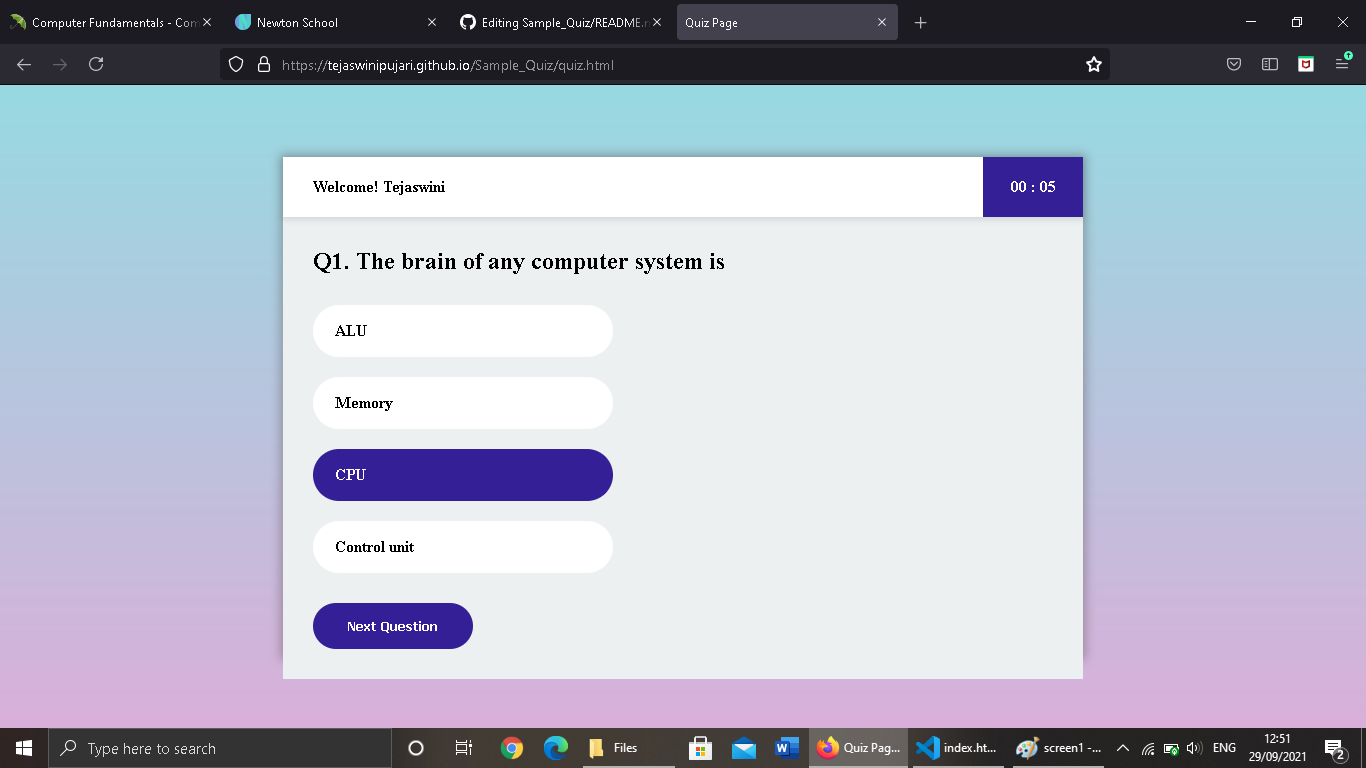 Computer Fundamentals - Com
Newton School
Editing Sample_Quiz/README.m
Quiz Page
https://tejaswinipujari.github.io/Sample_Quiz/quiz.html
Welcome! Tejaswini
00 : 05
Q1. The brain of any computer system is
ALU
Memory
CPU
Control unit
Next Question
Type here to search
Files
Quiz Pag...
index.ht...
screen1 -...
ENG
12:51
29/09/2021
2